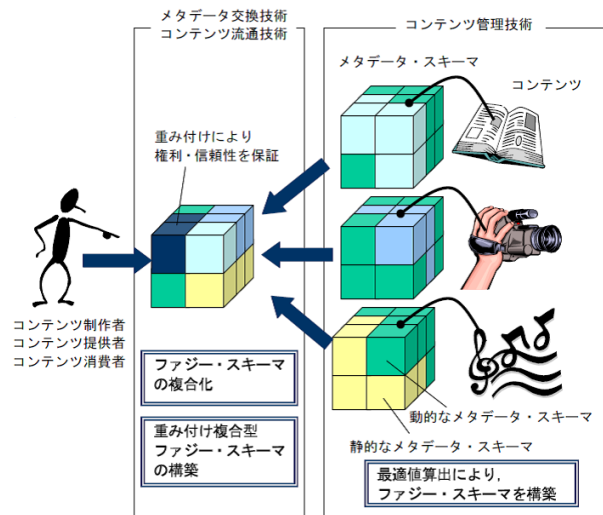 メタデータ交換技術
コンテンツ流通技術
コンテンツ管理技術
メタデータ・スキーマ
コンテンツ
重み付けにより
権利・信頼性を保証
コンテンツ制作者
コンテンツ提供者
コンテンツ消費者
ファジー・スキーマ
の複合化
重み付け複合型
ファジー・スキーマ
の構築
動的なメタデータ・スキーマ
静的なメタデータ・スキーマ
最適値算出により,
ファジー・スキーマを構築